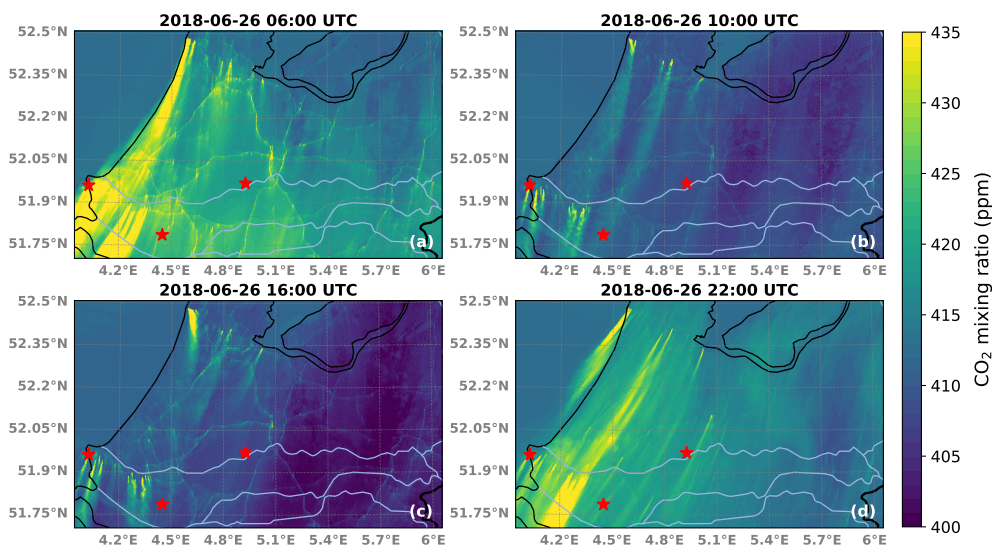 2018-06-26 06:00 UTC
2018-06-26 10:00 UTC
52.5°N
52.35°N
52.2°N
52.05°N
51.9°N
51.75°N
4.2°E 4.5°E 4.8°E 5.1°E 5.4°E 5.7°E 6°E
(a)
52.5°N
52.35°N
52.2°N
52.05°N
51.9°N
51.75°N
4.2°E 4.5°E 4.8°E 5.1°E 5.4°E 5.7°E 6°E
(b)
2018-06-26 16:00 UTC
2018-06-26 22:00 UTC
52.5°N
52.35°N
52.2°N
52.05°N
51.9°N
51.75°N
4.2°E 4.5°E 4.8°E 5.1°E 5.4°E 5.7°E 6°E
(c)
52.5°N
52.35°N
52.2°N
52.05°N
51.9°N
51.75°N
4.2°E 4.5°E 4.8°E 5.1°E 5.4°E 5.7°E 6°E
(d)
435
430
425
420
415
410
405
400
CO₂ mixing ratio (ppm)